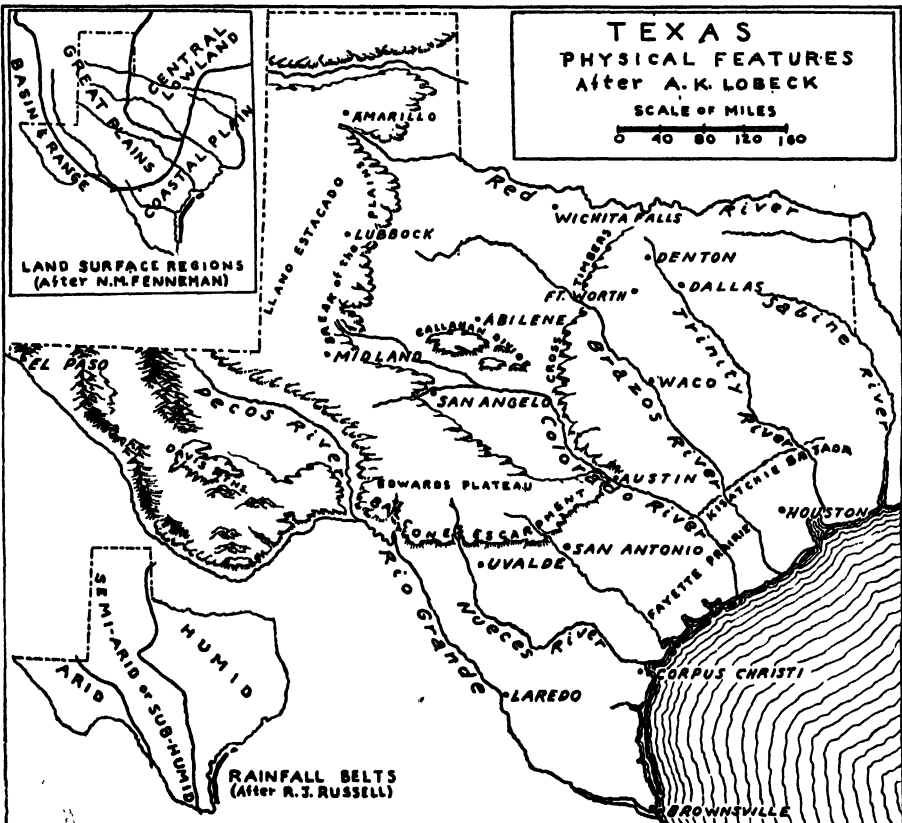 TEXAS
PHYSICAL FEATURES
After A.K. LOBECK
SCALE OF MILES
0 40 80 120 160
BASIN & RANGE
GREAT PLAINS
CENTRAL
LOWLAND
COASTAL PLAIN
LAND SURFACE REGIONS
(After N.M. FENNEMAN)
AMARILLO
LLANO ESTACADO
BREAK of the PLAINS
LUBBOCK
Red River
WICHITA FALLS
CROSS TIMBERS
DENTON
FT. WORTH
DALLAS
Sabine River
Trinity River
ABILENE
CALLAHAN
MIDLAND
Brazos River
WACO
EL PASO
Pecos River
SAN ANGELO
Colorado River
DAVIS MTNS
EDWARDS PLATEAU
AUSTIN
KISATCHIE
HOUSTON
BALCONES ESCARPMENT
SAN ANTONIO
FAYETTE PRAIRIE
UVALDE
Rio Grande
Nueces River
CORPUS CHRISTI
LAREDO
BROWNSVILLE
ARID
SEMI-ARID or SUB-HUMID
HUMID
RAINFALL BELTS
(After R.J. RUSSELL)